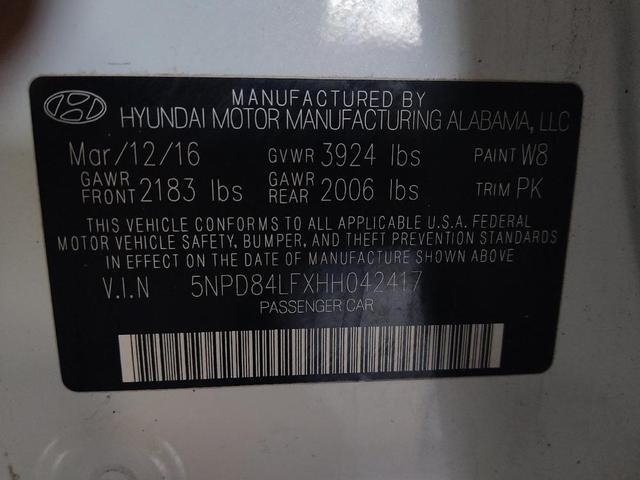 MANUFACTURED BY
HYUNDAI MOTOR MANUFACTURING ALABAMA, LLC
Mar/12/16 GVWR 3924 lbs PAINT W8
GAWR FRONT 2183 lbs GAWR REAR 2006 lbs TRIM PK
THIS VEHICLE CONFORMS TO ALL APPLICABLE U.S.A. FEDERAL
MOTOR VEHICLE SAFETY, BUMPER, AND THEFT PREVENTION STANDARDS
IN EFFECT ON THE DATE OF MANUFACTURE SHOWN ABOVE
V.I.N 5NPD84LFXHH042417
PASSENGER CAR